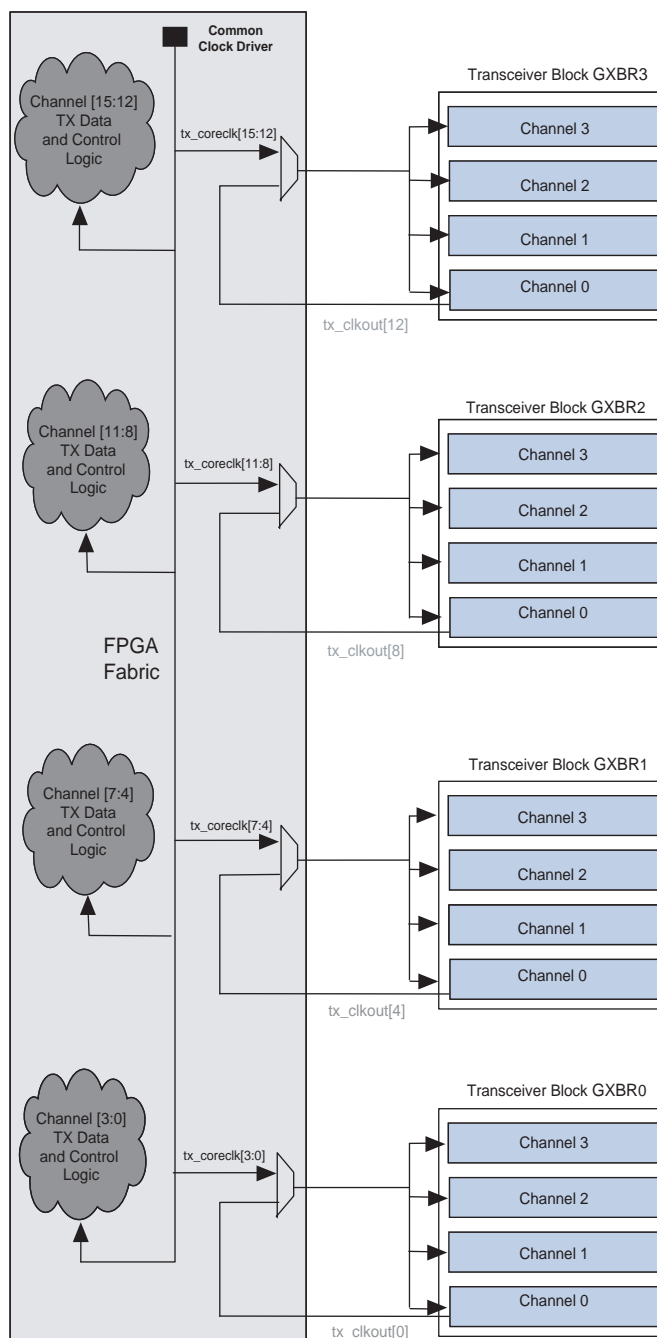 Common
Clock Driver
Channel [15:12]
TX Data
and Control
Logic
tx_coreclk[15:12]
Transceiver Block GXBR3
Channel 3
Channel 2
Channel 1
Channel 0
tx_clkout[12]
Channel [11:8]
TX Data
and Control
Logic
tx_coreclk[11:8]
Transceiver Block GXBR2
Channel 3
Channel 2
Channel 1
Channel 0
tx_clkout[8]
FPGA
Fabric
Channel [7:4]
TX Data
and Control
Logic
tx_coreclk[7:4]
Transceiver Block GXBR1
Channel 3
Channel 2
Channel 1
Channel 0
tx_clkout[4]
Channel [3:0]
TX Data
and Control
Logic
tx_coreclk[3:0]
Transceiver Block GXBR0
Channel 3
Channel 2
Channel 1
Channel 0
tx_clkout[0]